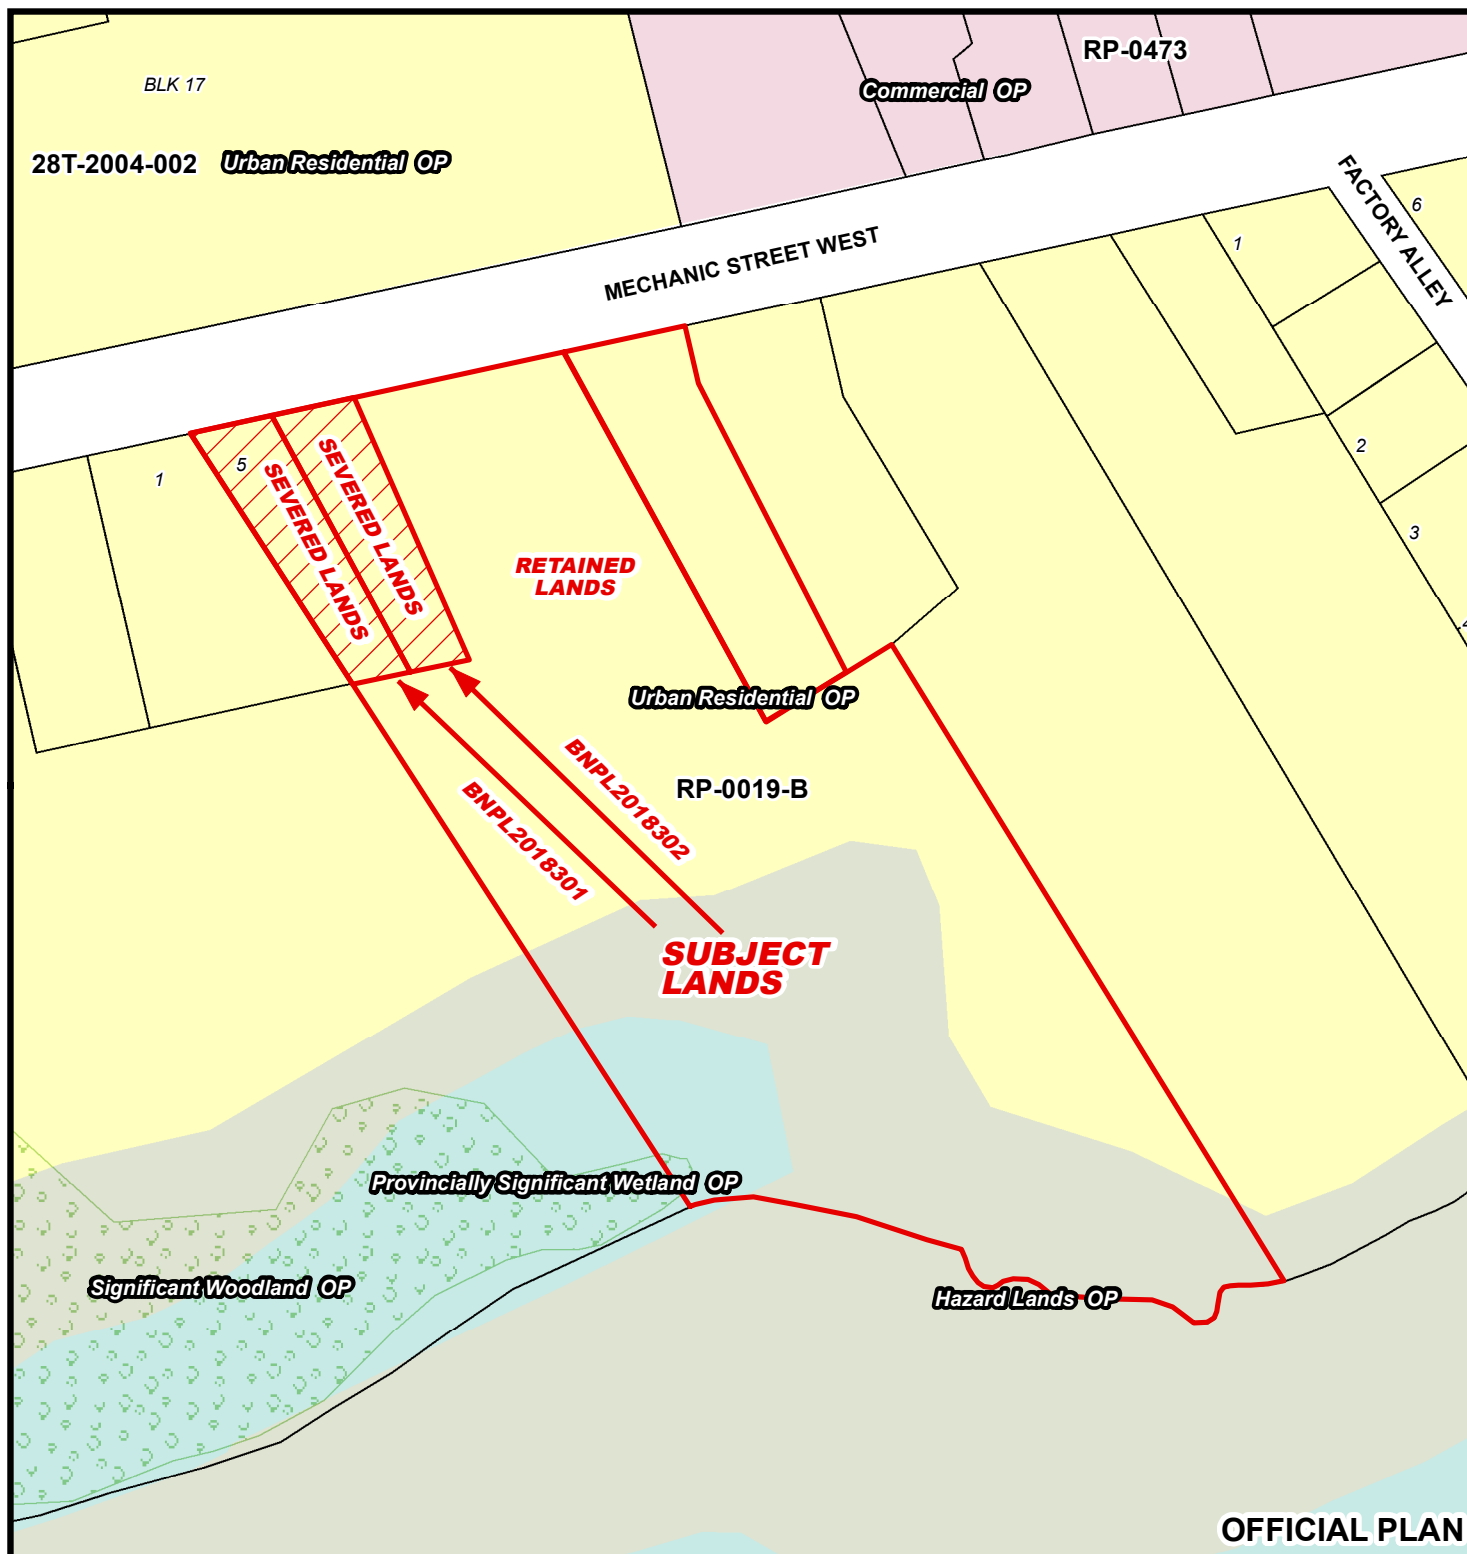 RP-0473
BLK 17
Commercial OP
28T-2004-002 Urban Residential OP
FACTORY ALLEY
6
MECHANIC STREET WEST
1
1
5
2
SEVERED LANDS
SEVERED LANDS
3
RETAINED
LANDS
4
Urban Residential OP
BNPL2018302
RP-0019-B
BNPL2018301
SUBJECT
LANDS
Provincially Significant Wetland OP
Significant Woodland OP
Hazard Lands OP
OFFICIAL PLAN